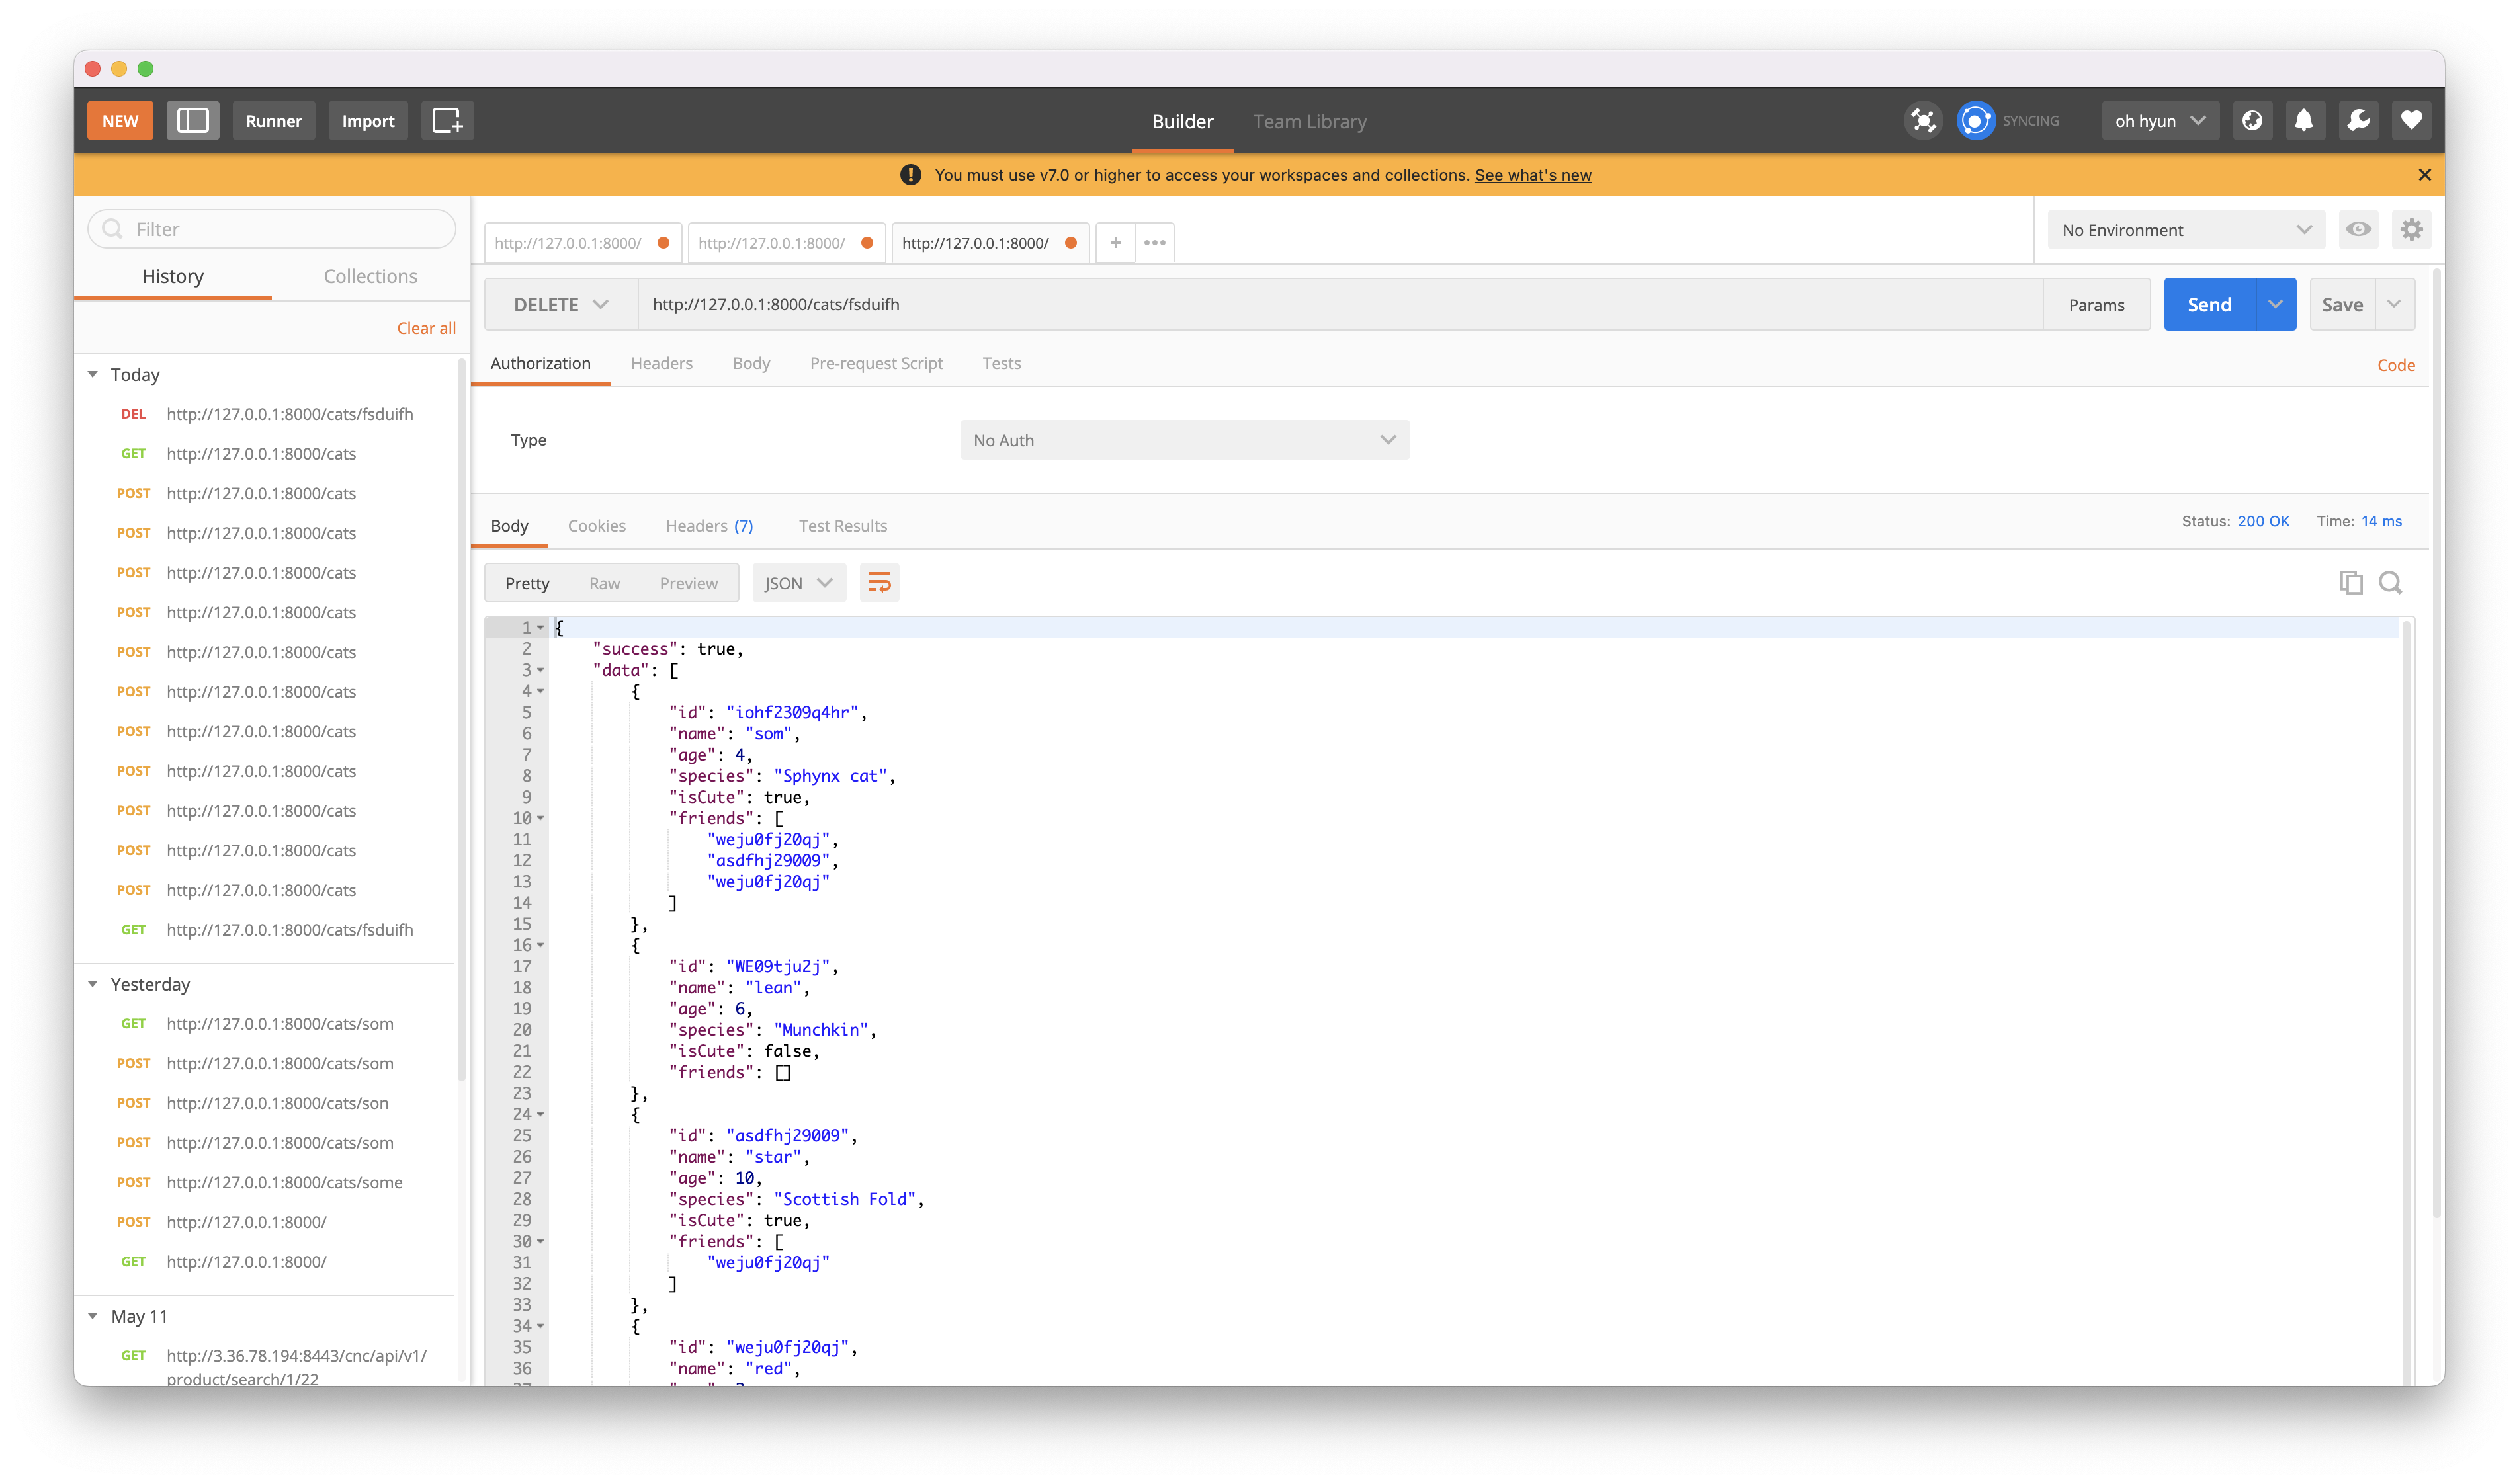 NEW
Runner
Import
Builder
Team Library
SYNCING
oh hyun
You must use v7.0 or higher to access your workspaces and collections. See what's new
Filter
History
Collections
Clear all
Today
DEL http://127.0.0.1:8000/cats/fsduifh
GET http://127.0.0.1:8000/cats
POST http://127.0.0.1:8000/cats
POST http://127.0.0.1:8000/cats
POST http://127.0.0.1:8000/cats
POST http://127.0.0.1:8000/cats
POST http://127.0.0.1:8000/cats
POST http://127.0.0.1:8000/cats
POST http://127.0.0.1:8000/cats
POST http://127.0.0.1:8000/cats
POST http://127.0.0.1:8000/cats
POST http://127.0.0.1:8000/cats
POST http://127.0.0.1:8000/cats
GET http://127.0.0.1:8000/cats/fsduifh
Yesterday
GET http://127.0.0.1:8000/cats/som
POST http://127.0.0.1:8000/cats/som
POST http://127.0.0.1:8000/cats/son
POST http://127.0.0.1:8000/cats/som
POST http://127.0.0.1:8000/cats/some
POST http://127.0.0.1:8000/
GET http://127.0.0.1:8000/
May 11
GET http://3.36.78.194:8443/cnc/api/v1/
product/search/1/22
http://127.0.0.1:8000/
http://127.0.0.1:8000/
http://127.0.0.1:8000/
+
No Environment
DELETE
http://127.0.0.1:8000/cats/fsduifh
Params
Send
Save
Authorization
Headers
Body
Pre-request Script
Tests
Code
Type
No Auth
Body
Cookies
Headers (7)
Test Results
Status: 200 OK
Time: 14 ms
Pretty
Raw
Preview
JSON
1 {
2 "success": true,
3 "data": [
4 {
5 "id": "iohf2309q4hr",
6 "name": "som",
7 "age": 4,
8 "species": "Sphynx cat",
9 "isCute": true,
10 "friends": [
11 "weju0fj20qj",
12 "asdfhj29009",
13 "weju0fj20qj"
14 ]
15 },
16 {
17 "id": "WE09tju2j",
18 "name": "lean",
19 "age": 6,
20 "species": "Munchkin",
21 "isCute": false,
22 "friends": []
23 },
24 {
25 "id": "asdfhj29009",
26 "name": "star",
27 "age": 10,
28 "species": "Scottish Fold",
29 "isCute": true,
30 "friends": [
31 "weju0fj20qj"
32 ]
33 },
34 {
35 "id": "weju0fj20qj",
36 "name": "red",